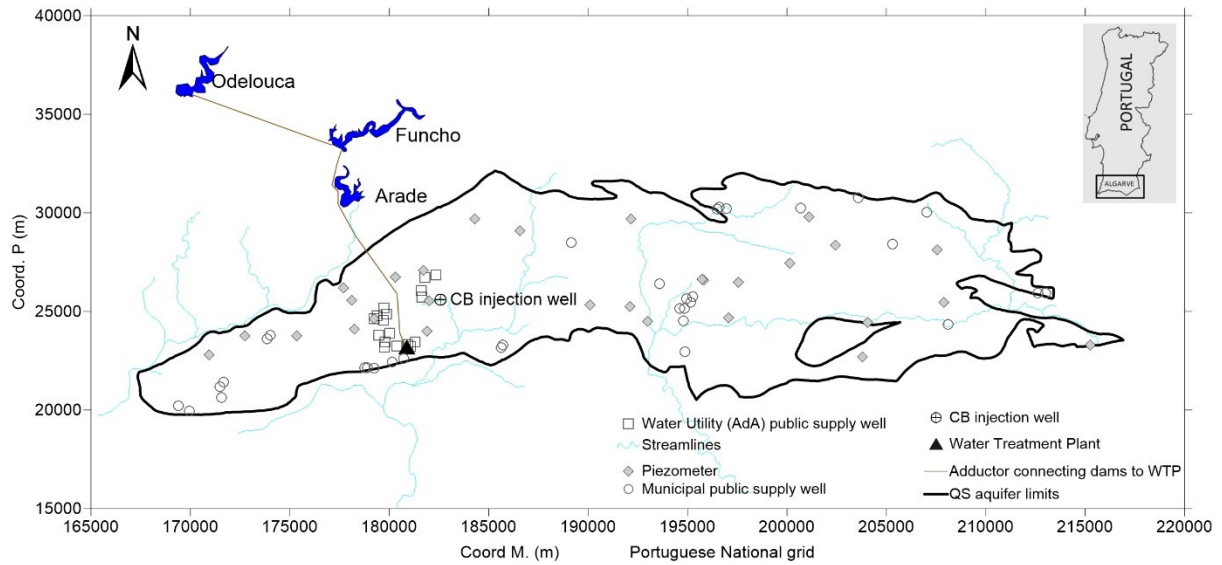 40000
N
Odelouca
PORTUGAL
35000
Funcho
ALGARVE
Arade
30000
Coord. P (m)
25000
CB injection well
20000
Water Utility (AdA) public supply well
CB injection well
Streamlines
Water Treatment Plant
Piezometer
Adductor connecting dams to WTP
Municipal public supply well
QS aquifer limits
15000
165000 170000 175000 180000 185000 190000 195000 200000 205000 210000 215000 220000
Coord M. (m) Portuguese National grid